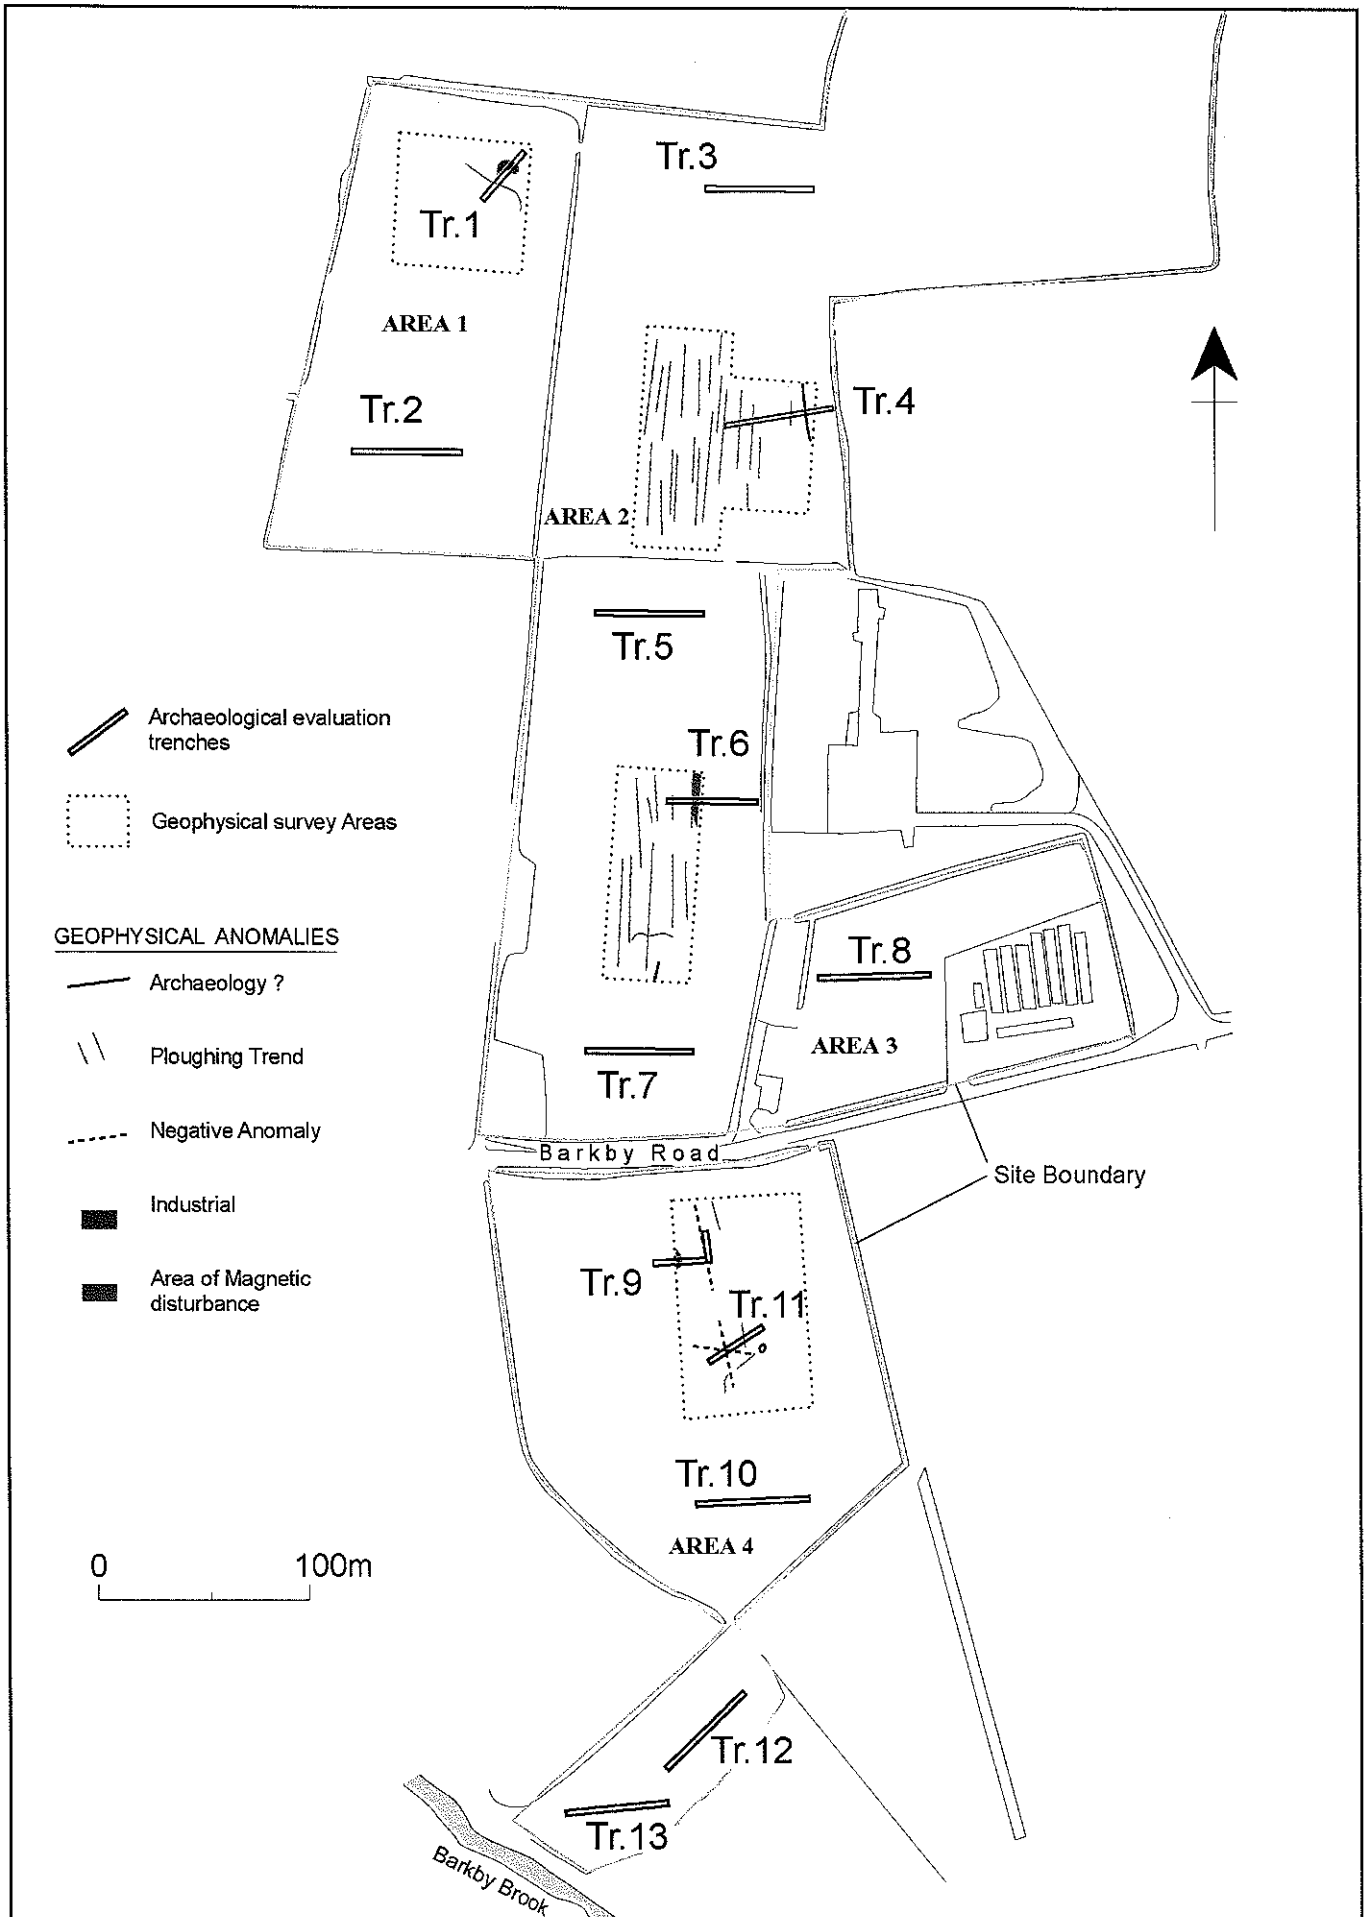 Tr.3
Tr.1
AREA 1
Tr.2
Tr.4
AREA 2
Tr.5
Archaeological evaluation
trenches
Tr.6
Geophysical survey Areas
GEOPHYSICAL ANOMALIES
Tr.8
Archaeology ?
AREA 3
Ploughing Trend
Tr.7
Negative Anomaly
Barkby Road
Site Boundary
Industrial
Tr.9
Area of Magnetic
disturbance
Tr.11
Tr.10
AREA 4
0 100m
Tr.12
Tr.13
Barkby Brook